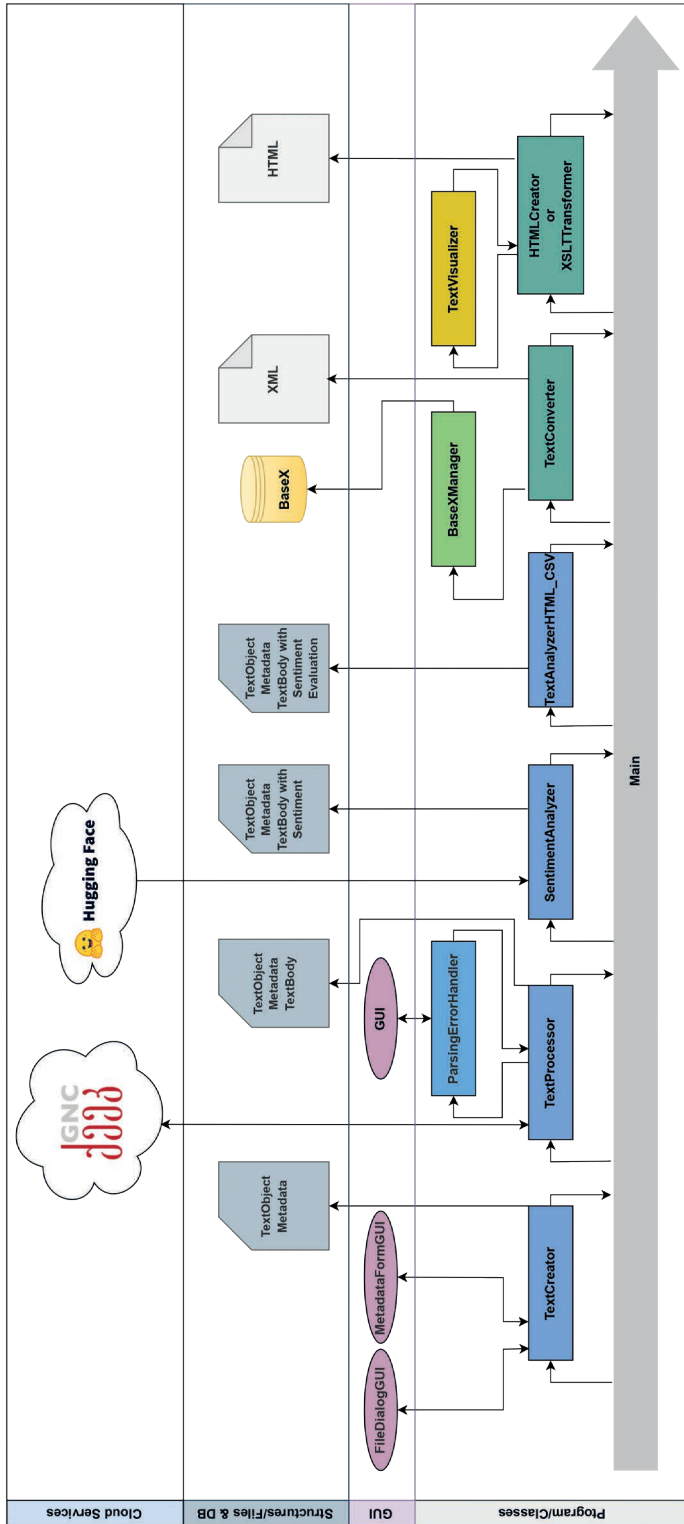 Cloud Services
GNC
ქეეკ
Hugging Face
Structures/Files & DB
TextObject
Metadata
TextObject
Metadata
TextBody
TextObject
Metadata
TextBody with
Sentiment
TextObject
Metadata
TextBody with
Sentiment
Evaluation
BaseX
XML
HTML
GUI
FileDialogGUI
MetadataFormGUI
GUI
Ptogram/Classes
ParsingErrorHandler
BaseXManager
TextVisualizer
TextCreator
TextProcessor
SentimentAnalyzer
TextAnalyzerHTML_CSV
TextConverter
HTMLCreator
or
XSLTTransformer
Main